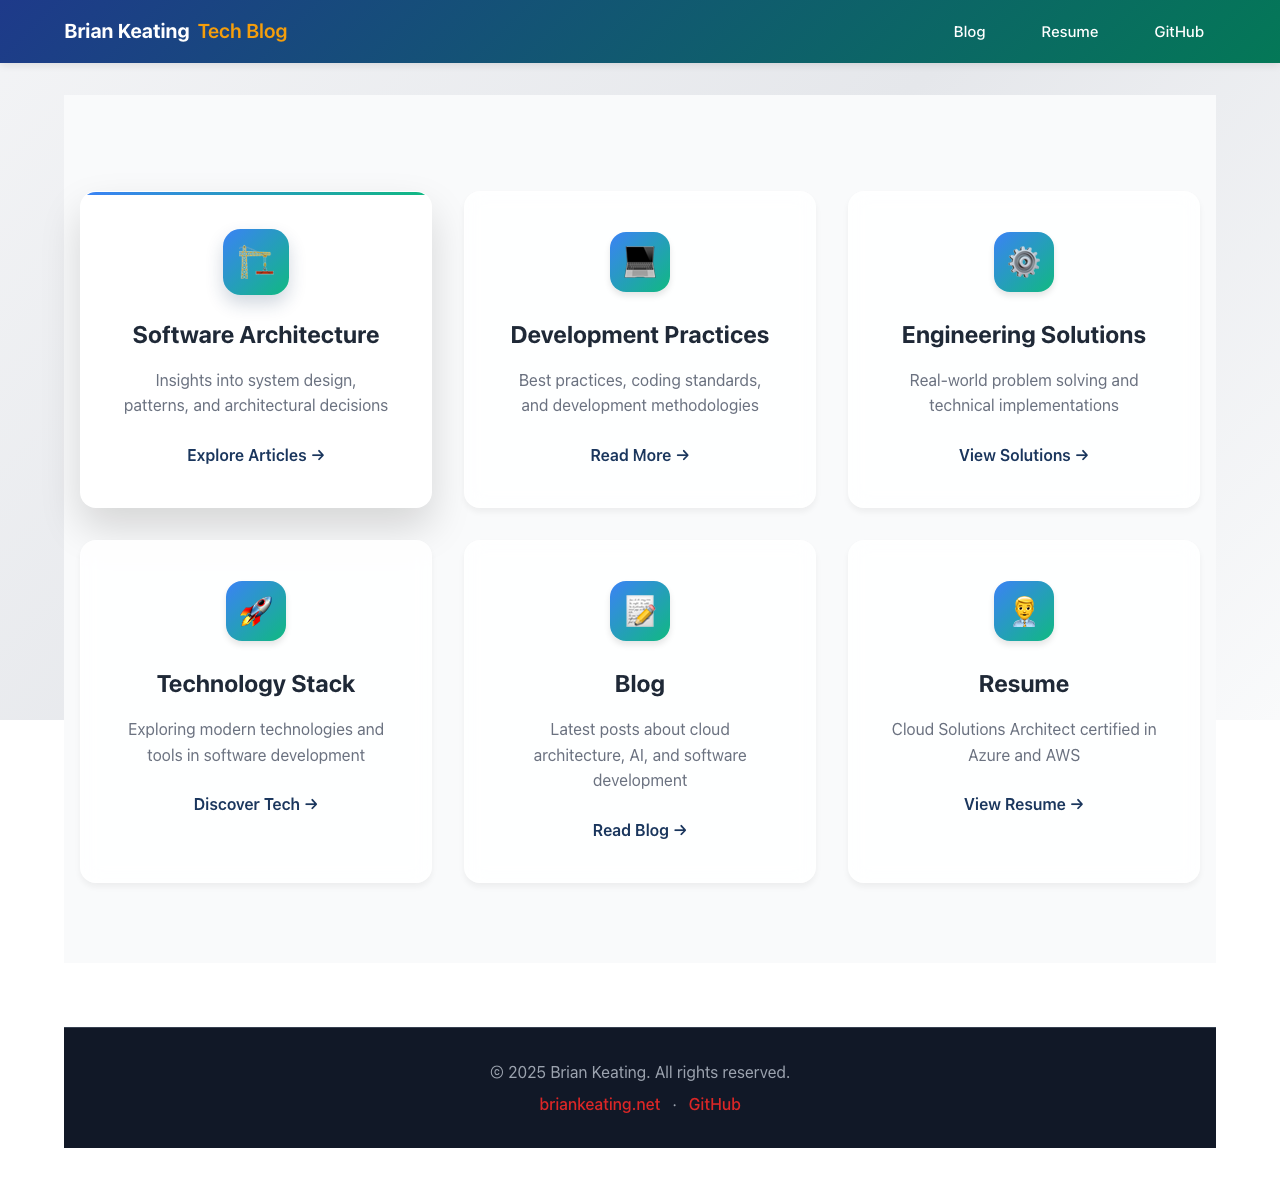 Brian Keating Tech Blog
Blog Resume GitHub
Software Architecture
Insights into system design,
patterns, and architectural decisions
Explore Articles →
Development Practices
Best practices, coding standards,
and development methodologies
Read More →
Engineering Solutions
Real-world problem solving and
technical implementations
View Solutions →
Technology Stack
Exploring modern technologies and
tools in software development
Discover Tech →
Blog
Latest posts about cloud
architecture, AI, and software
development
Read Blog →
Resume
Cloud Solutions Architect certified in
Azure and AWS
View Resume →
© 2025 Brian Keating. All rights reserved.
briankeating.net · GitHub